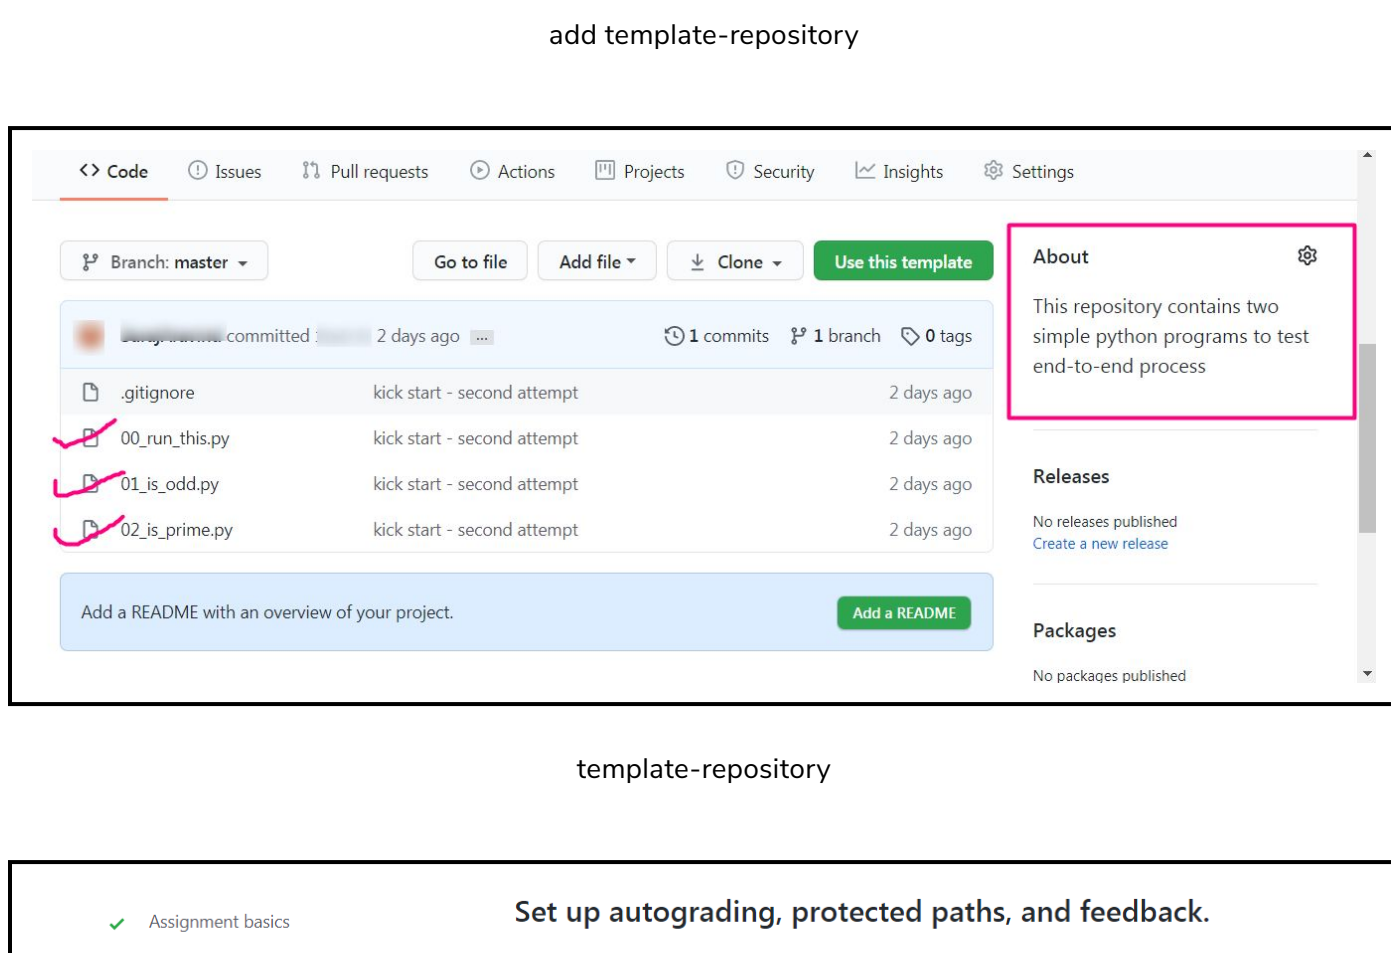 add template-repository
Code Issues Pull requests Actions Projects Security Insights Settings
Branch: master Go to file Add file Clone Use this template
committed 2 days ago ... 1 commits 1 branch 0 tags
.gitignore kick start - second attempt 2 days ago
00_run_this.py kick start - second attempt 2 days ago
01_is_odd.py kick start - second attempt 2 days ago
02_is_prime.py kick start - second attempt 2 days ago
Add a README with an overview of your project. Add a README
About
This repository contains two
simple python programs to test
end-to-end process
Releases
No releases published
Create a new release
Packages
No packages published
template-repository
Assignment basics
Set up autograding, protected paths, and feedback.